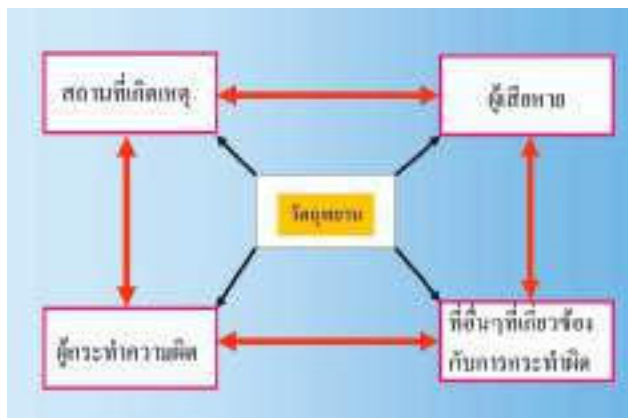 สถานที่เกิดเหตุ
ผู้เสียหาย
วัตถุพยาน
ผู้กระทำความผิด
ที่อื่นๆที่เกี่ยวข้อง
กับการกระทำผิด